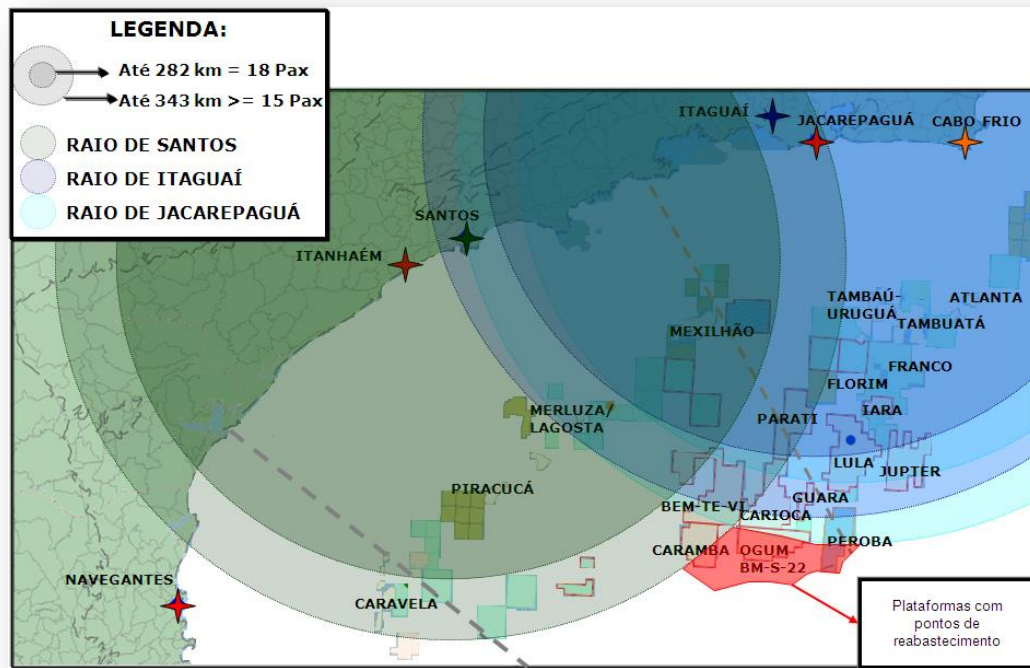 LEGENDA:
Até 282 km = 18 Pax
Até 343 km >= 15 Pax
RAIO DE SANTOS
RAIO DE ITAGUAÍ
RAIO DE JACAREPAGUÁ
ITAGUAÍ
JACAREPAGUÁ
CABO FRIO
SANTOS
ITANHAÉM
ATLANTA
TAMBAÚ-
URUGUÁ
TAMBUATÁ
MEXILHÃO
FRANCO
FLORIM
IARA
MERLUZA/
LAGOSTA
PARATI
LULA
JUPTER
PIRACUCÁ
GUARA
BEM-TE-VI
CARIOCA
PEROBA
CARAMBA
OGUM
BM-S-22
NAVEGANTES
CARAVELA
Plataformas com
pontos de
reabastecimento